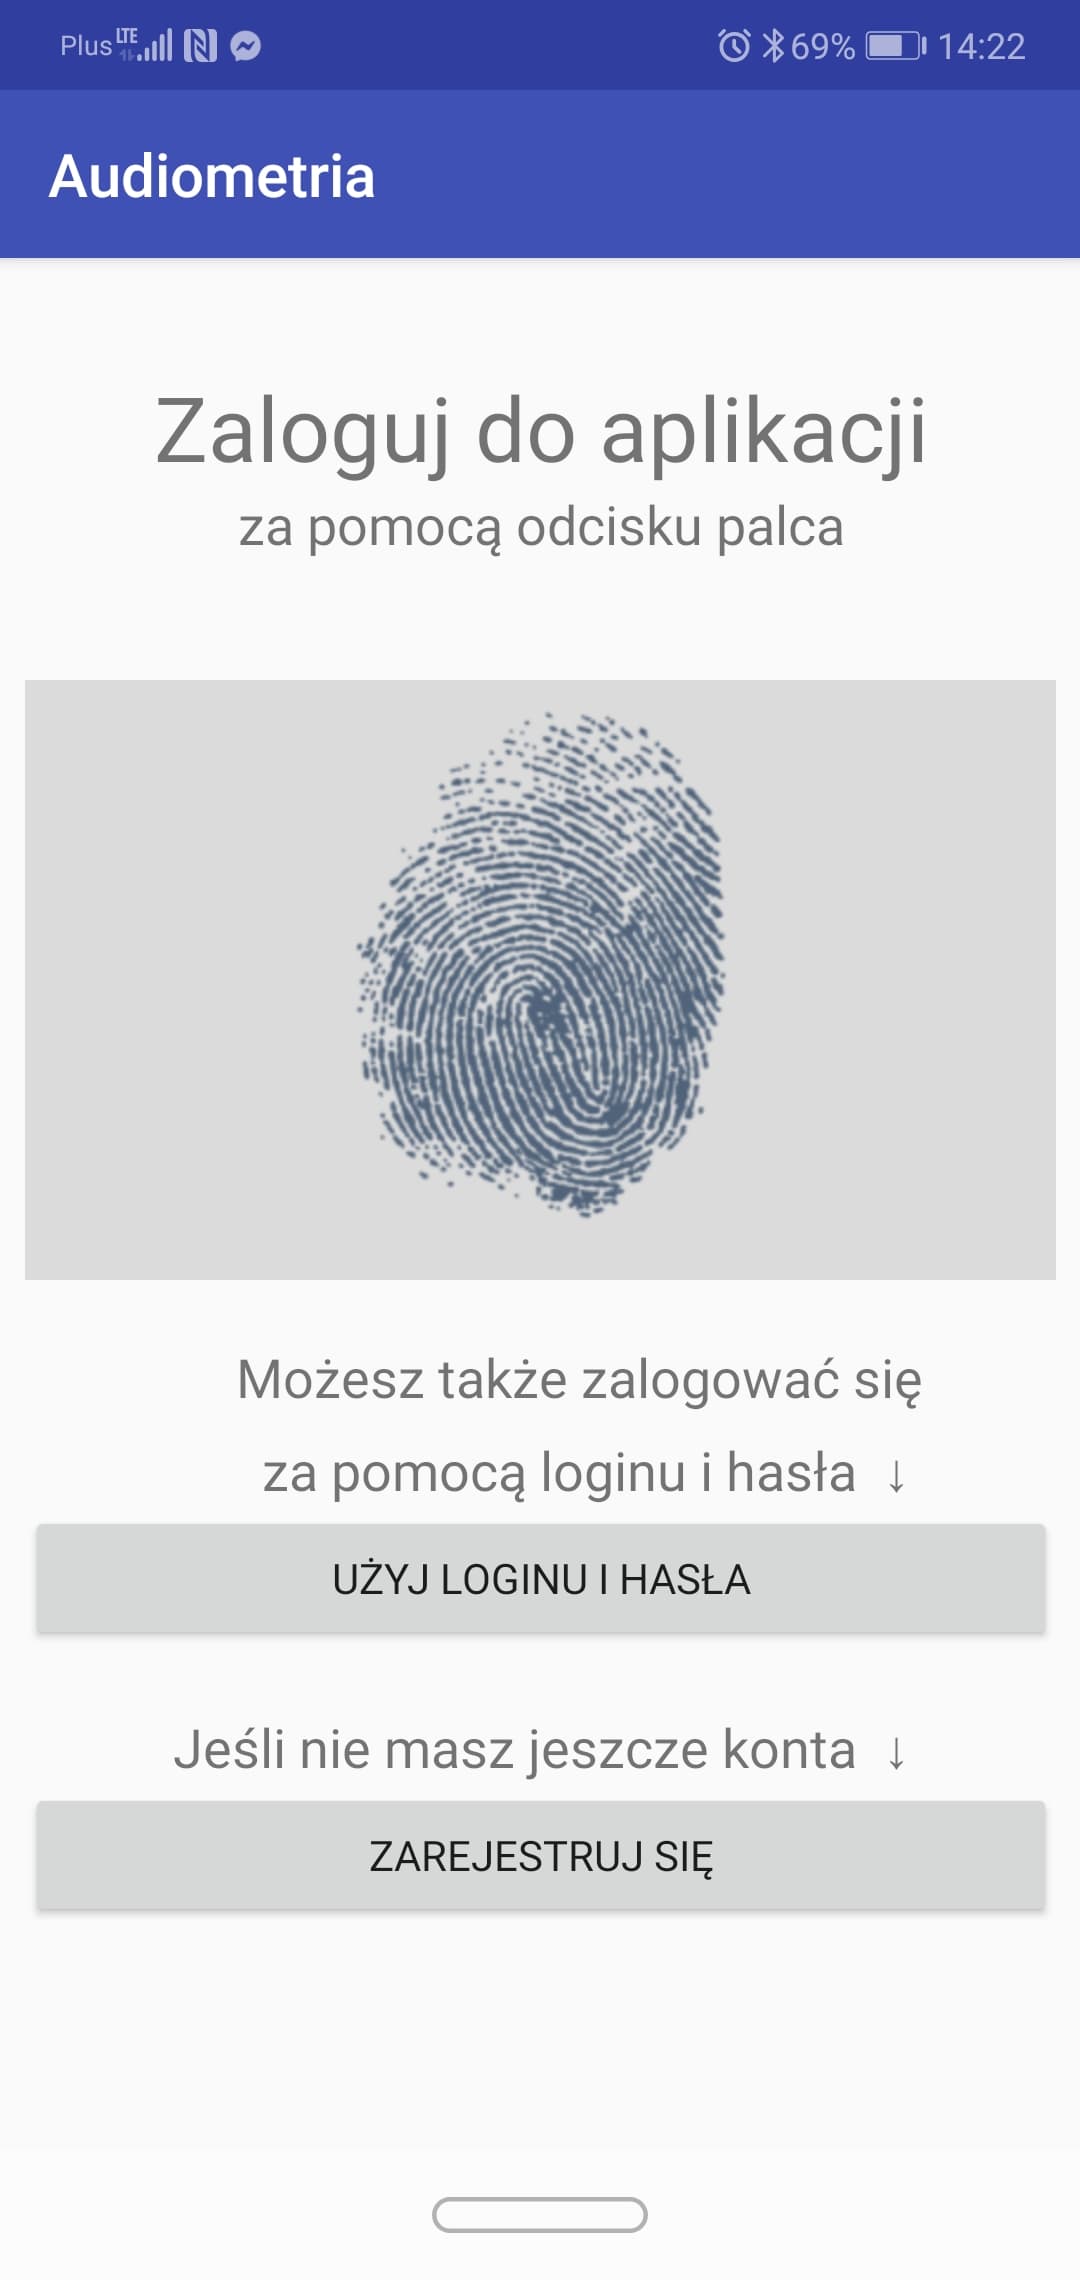 Plus LTE 69% 14:22
Audiometria
Zaloguj do aplikacji
za pomocą odcisku palca
Możesz także zalogować się
za pomocą loginu i hasła ↓
UŻYJ LOGINU I HASŁA
Jeśli nie masz jeszcze konta ↓
ZAREJESTRUJ SIĘ